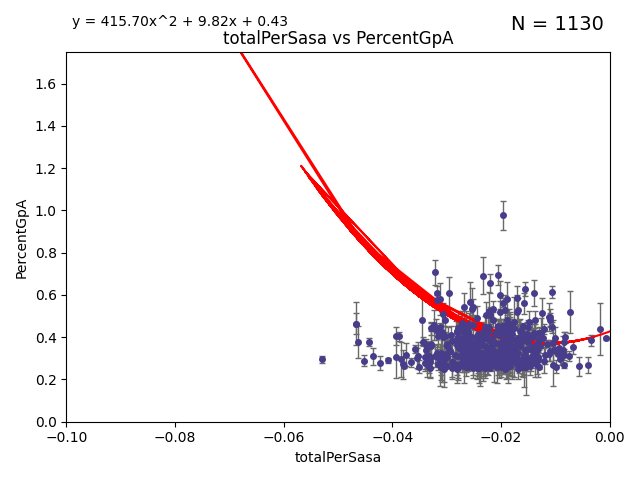 y = 415.70x^2 + 9.82x + 0.43
N = 1130
totalPerSasa vs PercentGpA
PercentGpA
1.6
1.4
1.2
1.0
0.8
0.6
0.4
0.2
0.0
−0.10 −0.08 −0.06 −0.04 −0.02 0.00
totalPerSasa